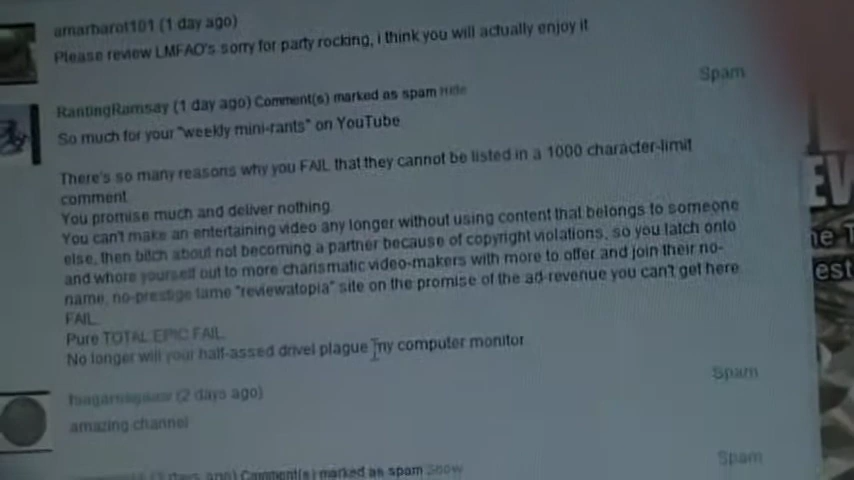 amarbarot101 (1 day ago)
Please review LMFAO's sorry for party rocking, i think you will actually enjoy it
Spam
RantingRamsay (1 day ago) Comment(s) marked as spam Hide
So much for your "weekly mini-rants" on YouTube
There's so many reasons why you FAIL that they cannot be listed in a 1000 character-limit
comment
You promise much and deliver nothing
You can't make an entertaining video any longer without using content that belongs to someone
else, then bitch about not becoming a partner because of copyright violations, so you latch onto
and whore yourself out to more charismatic video-makers with more to offer and join their no-
name, no-prestige lame "reviewatopia" site on the promise of the ad-revenue you can't get here
FAIL.
Pure TOTAL EPIC FAIL.
No longer will your half-assed drivel plague my computer monitor
Spam
(2 days ago)
amazing channel
Spam
days ago) Comment(s) marked as spam Show